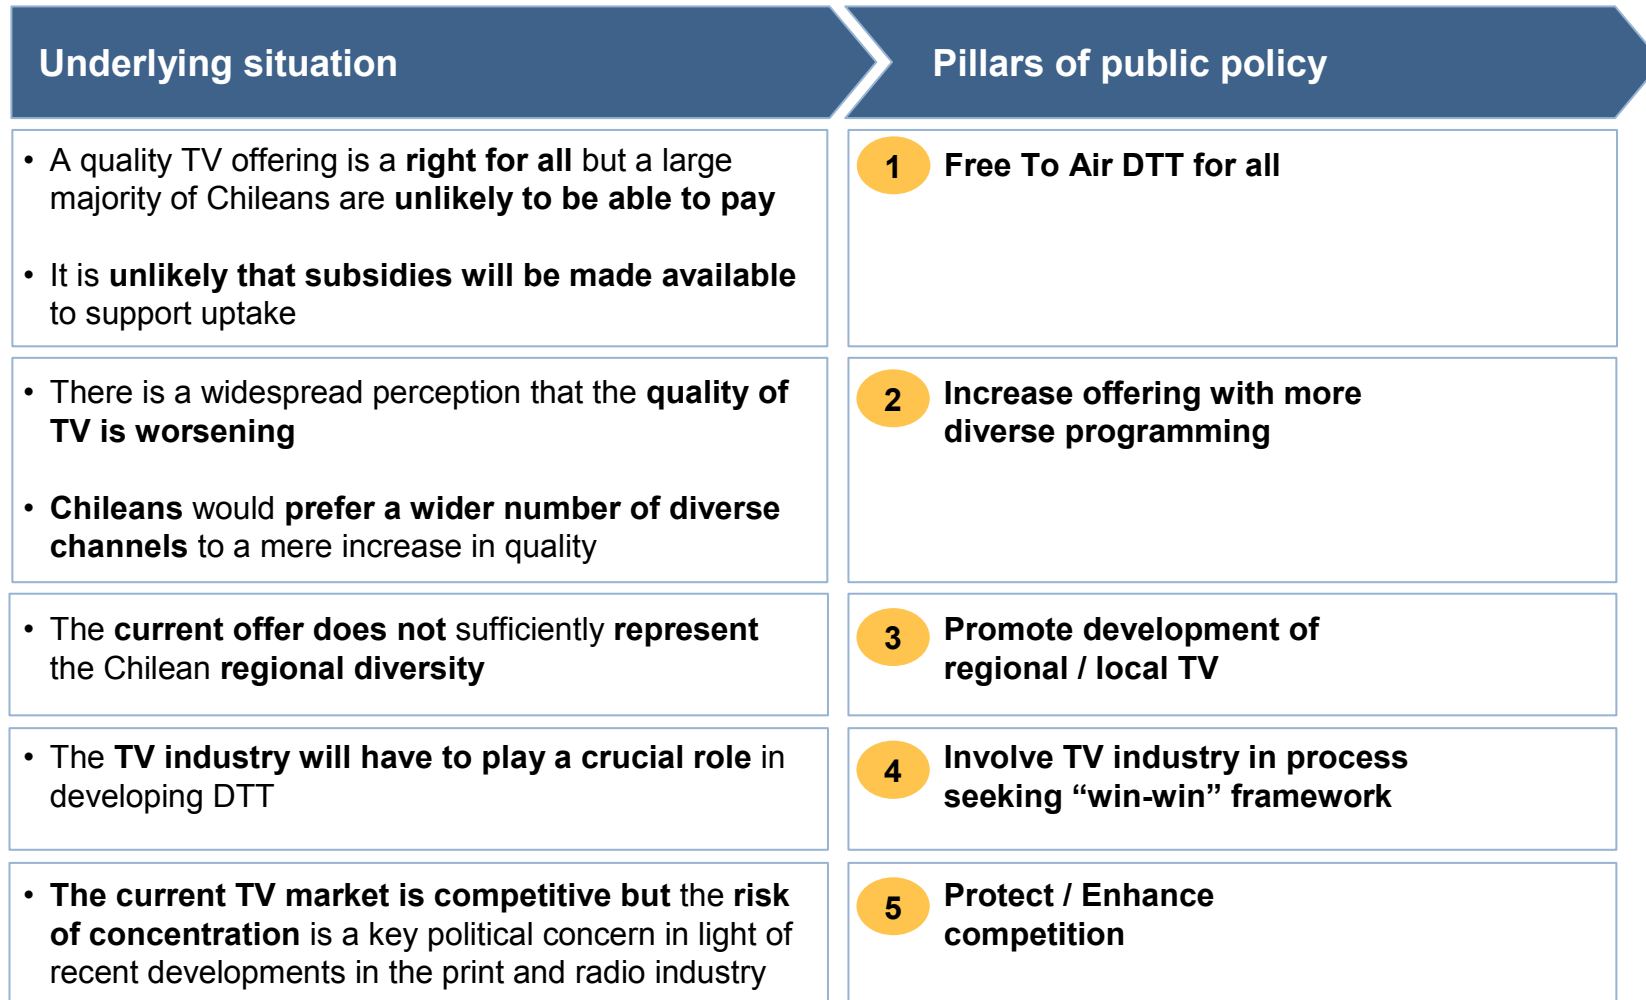 Underlying situation
Pillars of public policy
• A quality TV offering is a right for all but a large
majority of Chileans are unlikely to be able to pay
• It is unlikely that subsidies will be made available
to support uptake
1 Free To Air DTT for all
• There is a widespread perception that the quality of
TV is worsening
• Chileans would prefer a wider number of diverse
channels to a mere increase in quality
2 Increase offering with more
diverse programming
• The current offer does not sufficiently represent
the Chilean regional diversity
3 Promote development of
regional / local TV
• The TV industry will have to play a crucial role in
developing DTT
4 Involve TV industry in process
seeking “win-win” framework
• The current TV market is competitive but the risk
of concentration is a key political concern in light of
recent developments in the print and radio industry
5 Protect / Enhance
competition